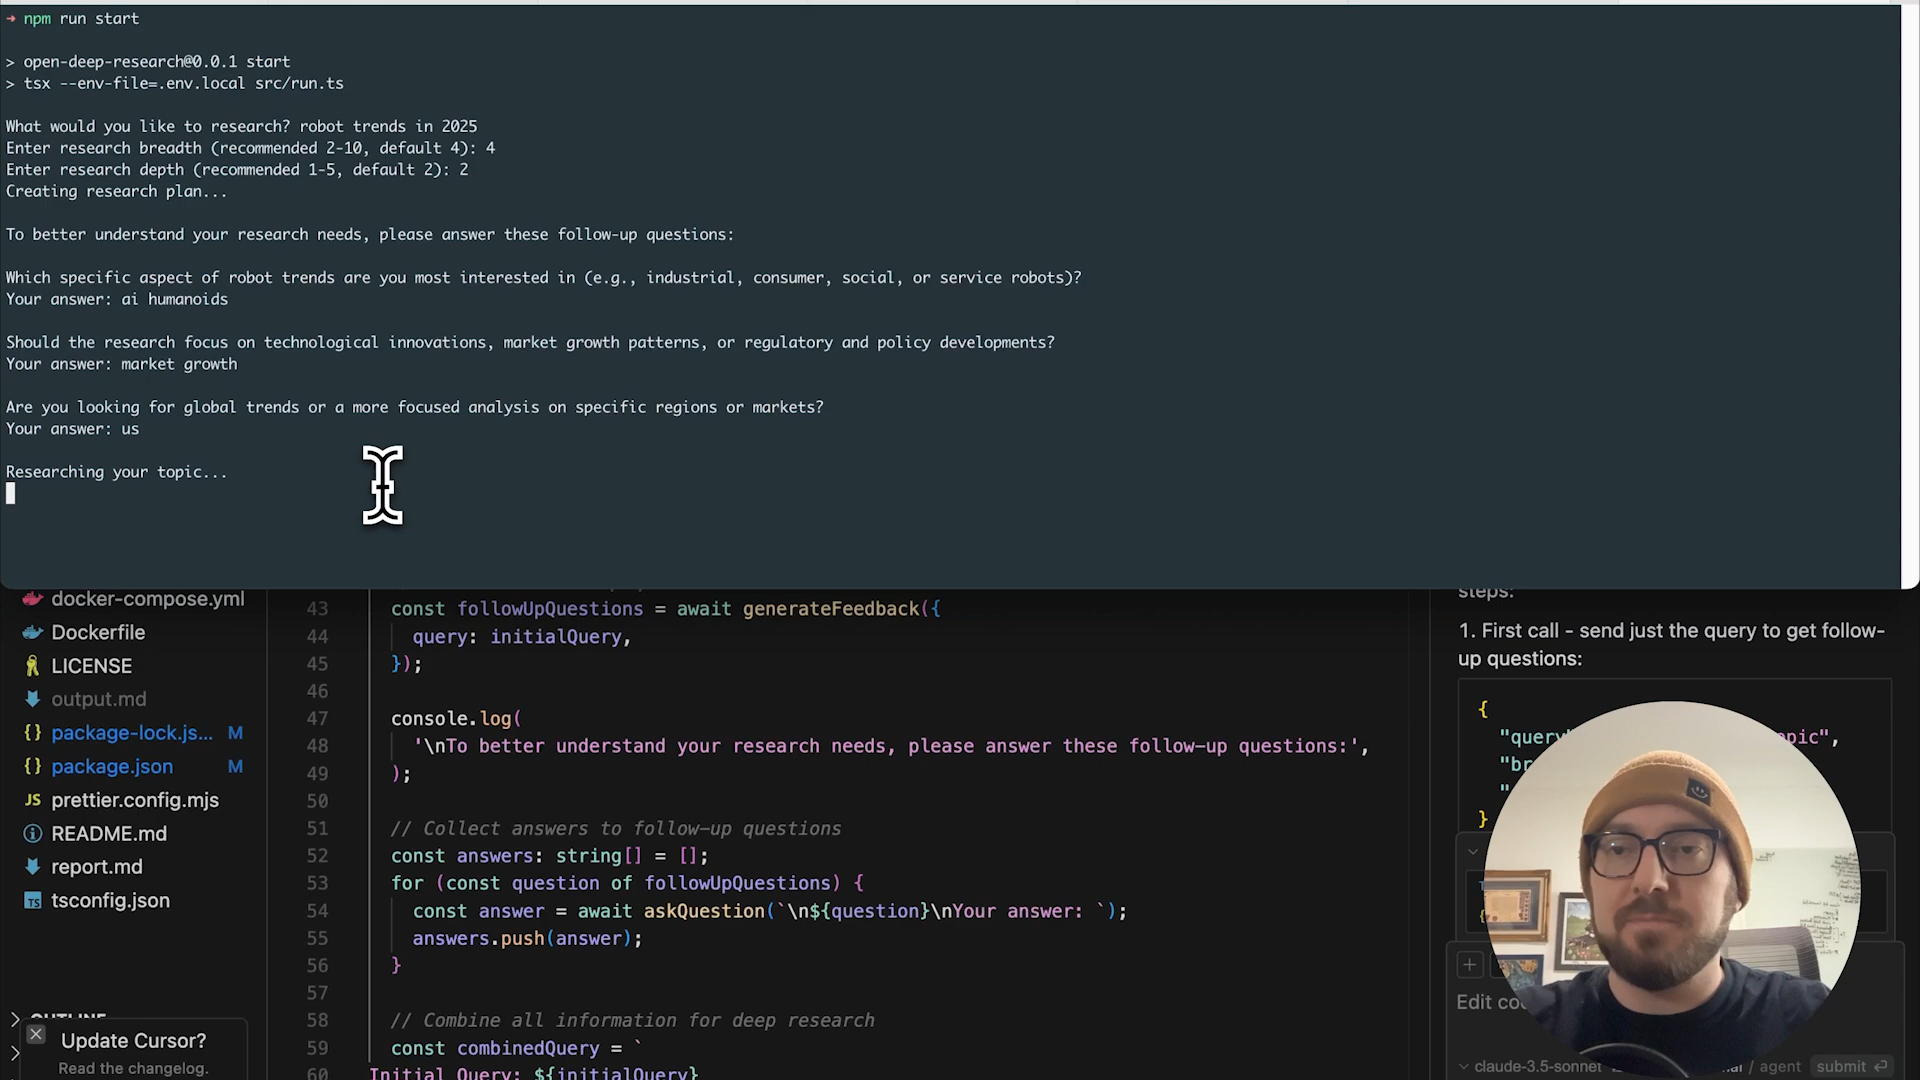 → npm run start
> open-deep-research@0.0.1 start
> tsx --env-file=.env.local src/run.ts
What would you like to research? robot trends in 2025
Enter research breadth (recommended 2-10, default 4): 4
Enter research depth (recommended 1-5, default 2): 2
Creating research plan...
To better understand your research needs, please answer these follow-up questions:
Which specific aspect of robot trends are you most interested in (e.g., industrial, consumer, social, or service robots)?
Your answer: ai humanoids
Should the research focus on technological innovations, market growth patterns, or regulatory and policy developments?
Your answer: market growth
Are you looking for global trends or a more focused analysis on specific regions or markets?
Your answer: us
Researching your topic...
docker-compose.yml
Dockerfile
LICENSE
output.md
{} package-lock.js... M
{} package.json M
JS prettier.config.mjs
README.md
report.md
TS tsconfig.json
OUTLINE
Update Cursor?
Read the changelog.
43 const followUpQuestions = await generateFeedback({
44 query: initialQuery,
45 });
46
47 console.log(
48 '\nTo better understand your research needs, please answer these follow-up questions:',
49 );
50
51 // Collect answers to follow-up questions
52 const answers: string[] = [];
53 for (const question of followUpQuestions) {
54 const answer = await askQuestion(`\n${question}\nYour answer: `);
55 answers.push(answer);
56 }
57
58 // Combine all information for deep research
59 const combinedQuery = `
60 Initial Query: ${initialQuery}
steps:
1. First call - send just the query to get follow-
up questions:
{
"query
"br
}
claude-3.5-sonnet
/ agent submit